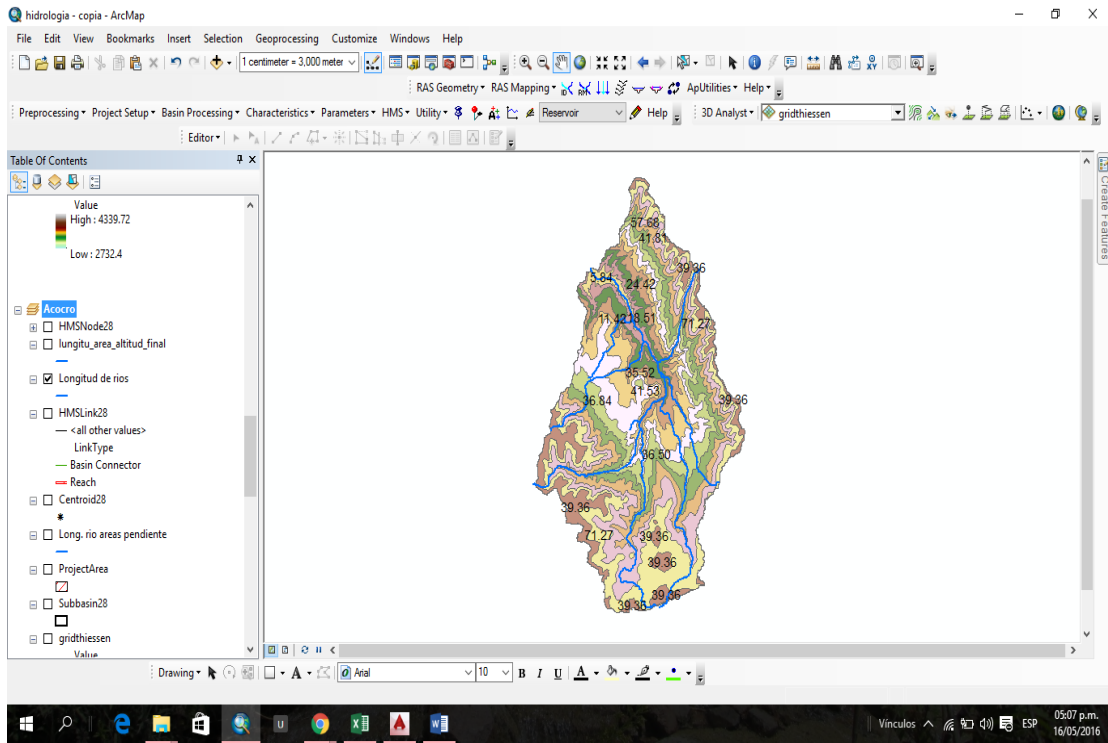 hidrologia - copia - ArcMap
File Edit View Bookmarks Insert Selection Geoprocessing Customize Windows Help
1 centimeter = 3,000 meter
RAS Geometry RAS Mapping ApUtilities Help
Preprocessing Project Setup Basin Processing Characteristics Parameters HMS Utility Reservoir Help 3D Analyst gridthiessen
Editor
Table Of Contents
Value
High : 4339.72
Low : 2732.4
Acocro
HMSNode28
lungitu_area_altitud_final
Longitud de rios
HMSLink28
<all other values>
LinkType
Basin Connector
Reach
Centroid28
Long. rio areas pendiente
ProjectArea
Subbasin28
gridthiessen
Value
57.68
41.81
39.36
5.84
24.42
11.42
71.27
35.52
41.53
36.84
39.36
36.50
39.36
71.27
39.36
39.36
39.36
39.36
Create Features
Drawing A Arial 10 B I U A
Vínculos ESP 05:07 p.m.
16/05/2016